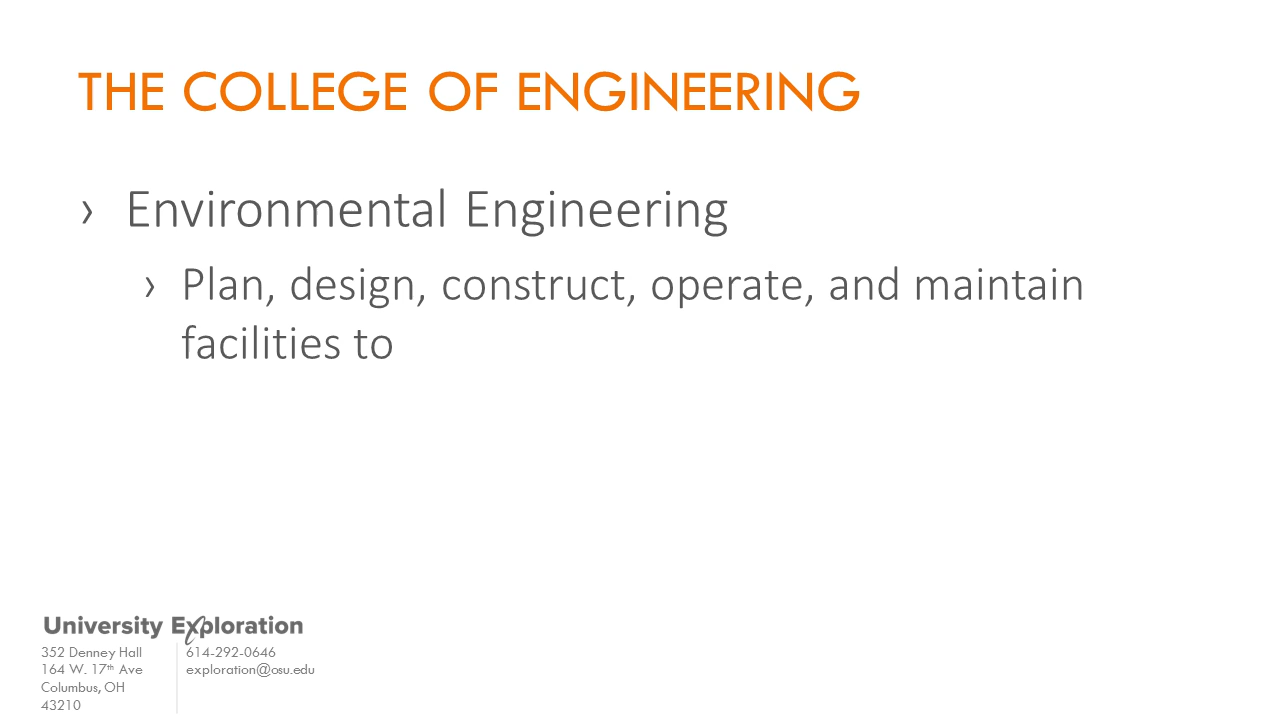 THE COLLEGE OF ENGINEERING
› Environmental Engineering
› Plan, design, construct, operate, and maintain
facilities to
University Exploration
352 Denney Hall
164 W. 17th Ave
Columbus, OH
43210
614-292-0646
exploration@osu.edu